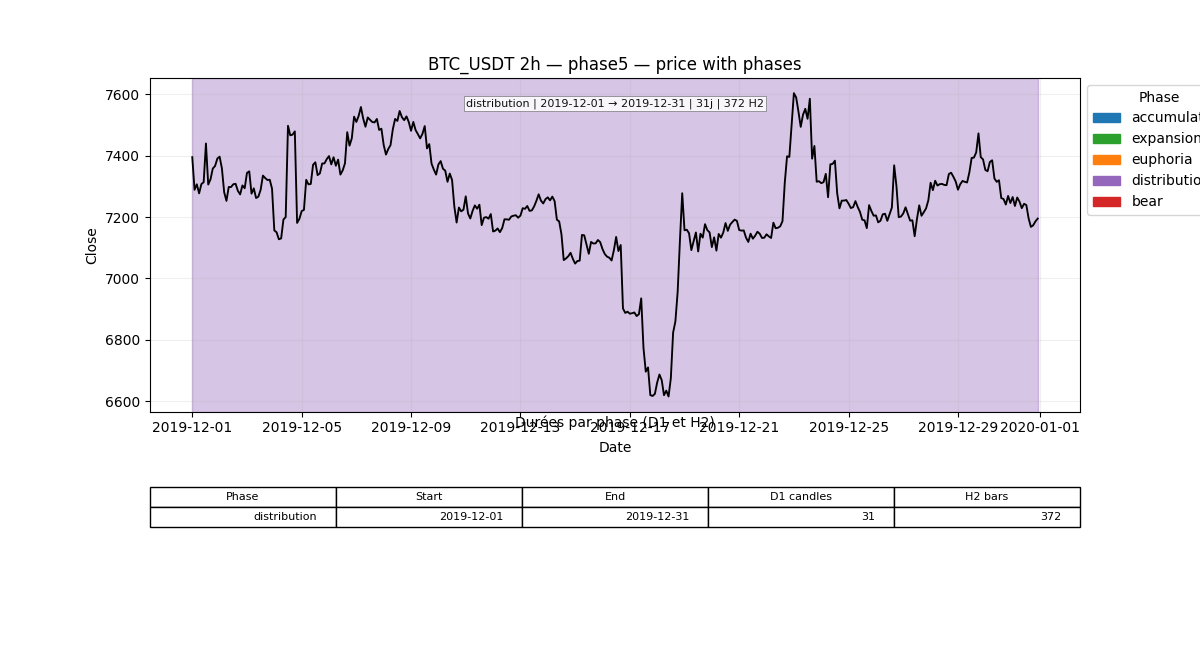 BTC_USDT 2h — phase5 — price with phases
distribution | 2019-12-01 → 2019-12-31 | 31j | 372 H2
7600
7400
7200
7000
6800
6600
Close
Phase
accumulat
expansion
euphoria
distributio
bear
2019-12-01 2019-12-05 2019-12-09 2019-12-13 2019-12-17 2019-12-21 2019-12-25 2019-12-29 2020-01-01
Durées par phase (D1 et H2)
Date
Phase Start End D1 candles H2 bars
distribution 2019-12-01 2019-12-31 31 372